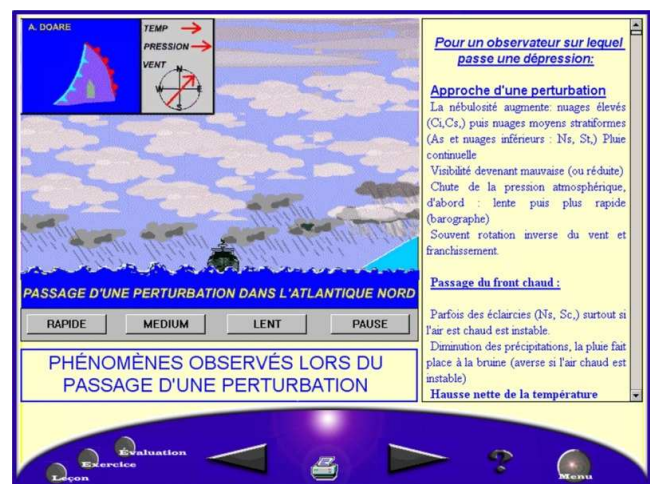 A. DOARE
TEMP
PRESSION
VENT
N
W E
S
PASSAGE D'UNE PERTURBATION DANS L'ATLANTIQUE NORD
RAPIDE MEDIUM LENT PAUSE
PHÉNOMÈNES OBSERVÉS LORS DU
PASSAGE D'UNE PERTURBATION
Pour un observateur sur lequel
passe une dépression:
Approche d'une perturbation
La nébulosité augmente: nuages élevés
(Ci,Cs,) puis nuages moyens stratiformes
(As et nuages inférieurs : Ns, St,) Pluie
continuelle
Visibilité devenant mauvaise (ou réduite)
Chute de la pression atmosphérique,
d'abord : lente puis plus rapide
(barographe)
Souvent rotation inverse du vent et
franchissement.
Passage du front chaud :
Parfois des éclaircies (Ns, Sc,) surtout si
l'air est chaud est instable.
Diminution des précipitations, la pluie fait
place à la bruine (averse si l'air chaud est
instable)
Hausse nette de la température
Évaluation
Exercice
Leçon
?
Menu